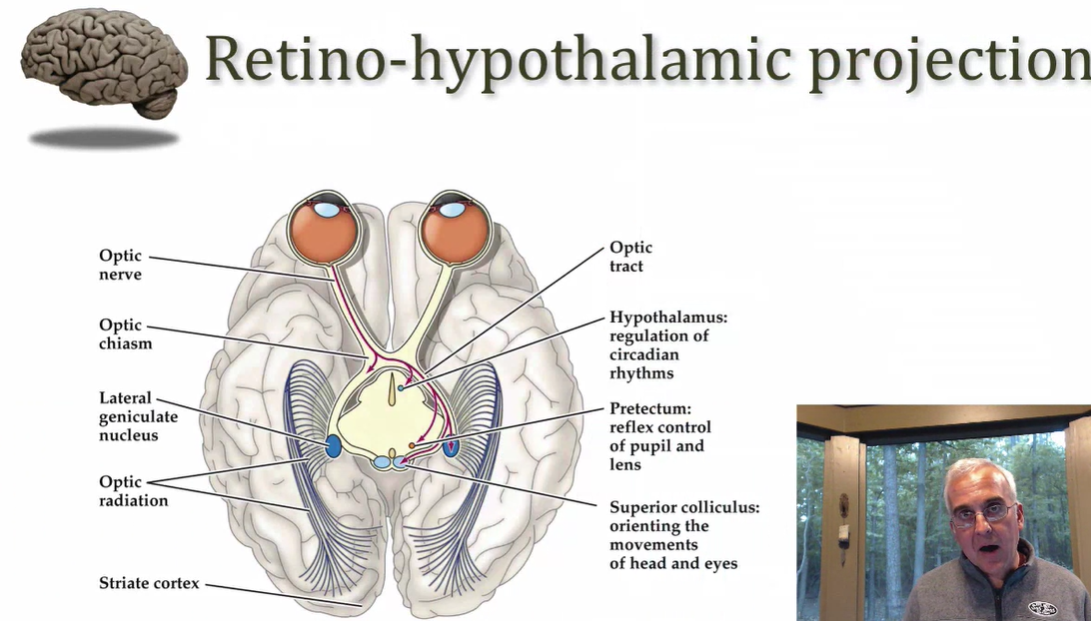 Retino-hypothalamic projection
Optic
nerve
Optic
chiasm
Lateral
geniculate
nucleus
Optic
radiation
Striate cortex
Optic
tract
Hypothalamus:
regulation of
circadian
rhythms
Pretectum:
reflex control
of pupil and
lens
Superior colliculus:
orienting the
movements
of head and eyes